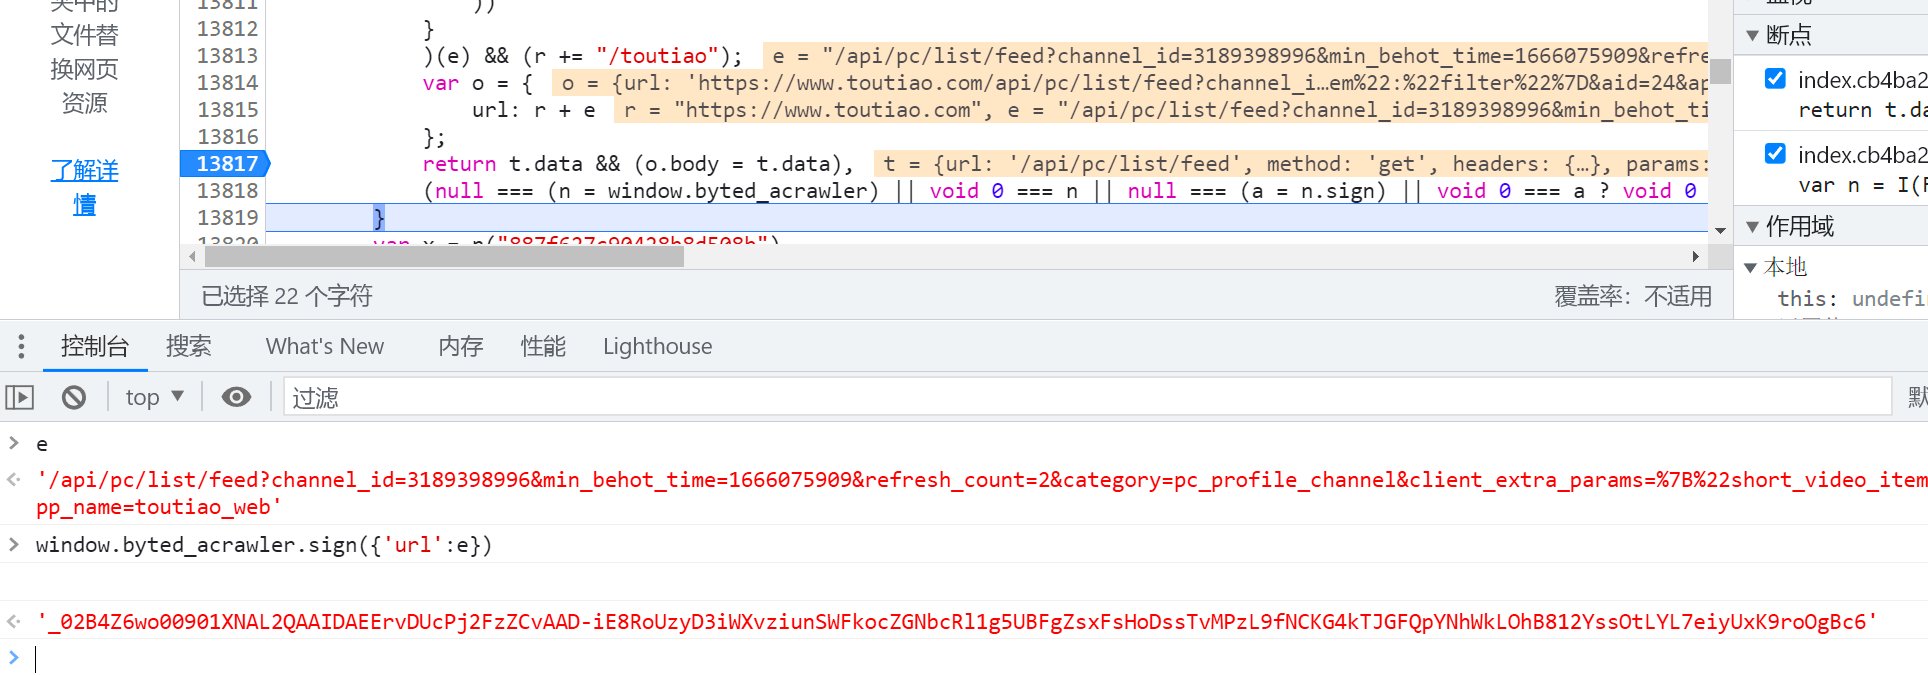 夹中的
文件替
换网页
资源
了解详
情
13811 ))
13812 }
13813 )(e) && (r += "/toutiao"); e = "/api/pc/list/feed?channel_id=3189398996&min_behot_time=1666075909&refre
13814 var o = { o = {url: 'https://www.toutiao.com/api/pc/list/feed?channel_i…em%22:%22filter%22%7D&aid=24&ap
13815 url: r + e r = "https://www.toutiao.com", e = "/api/pc/list/feed?channel_id=3189398996&min_behot_ti
13816 };
13817 return t.data && (o.body = t.data), t = {url: '/api/pc/list/feed', method: 'get', headers: {…}, params:
13818 (null === (n = window.byted_acrawler) || void 0 === n || null === (a = n.sign) || void 0 === a ? void 0
13819 }
13820 var x = n("887f627c90428b8d508b")
已选择 22 个字符
覆盖率：不适用
监视
断点
index.cb4ba2
return t.da
index.cb4ba2
var n = I(F
作用域
本地
this: undefin
控制台 搜索 What's New 内存 性能 Lighthouse
top 过滤 默
> e
'/api/pc/list/feed?channel_id=3189398996&min_behot_time=1666075909&refresh_count=2&category=pc_profile_channel&client_extra_params=%7B%22short_video_item
pp_name=toutiao_web'
> window.byted_acrawler.sign({'url':e})
'_02B4Z6wo00901XNAL2QAAIDAEErvDUcPj2FzZCvAAD-iE8RoUzyD3iWXvziunSWFkocZGNbcRl1g5UBFgZsxFsHoDssTvMPzL9fNCKG4kTJGFQpYNhWkLOhB812YssOtLYL7eiyUxK9roOgBc6'
>